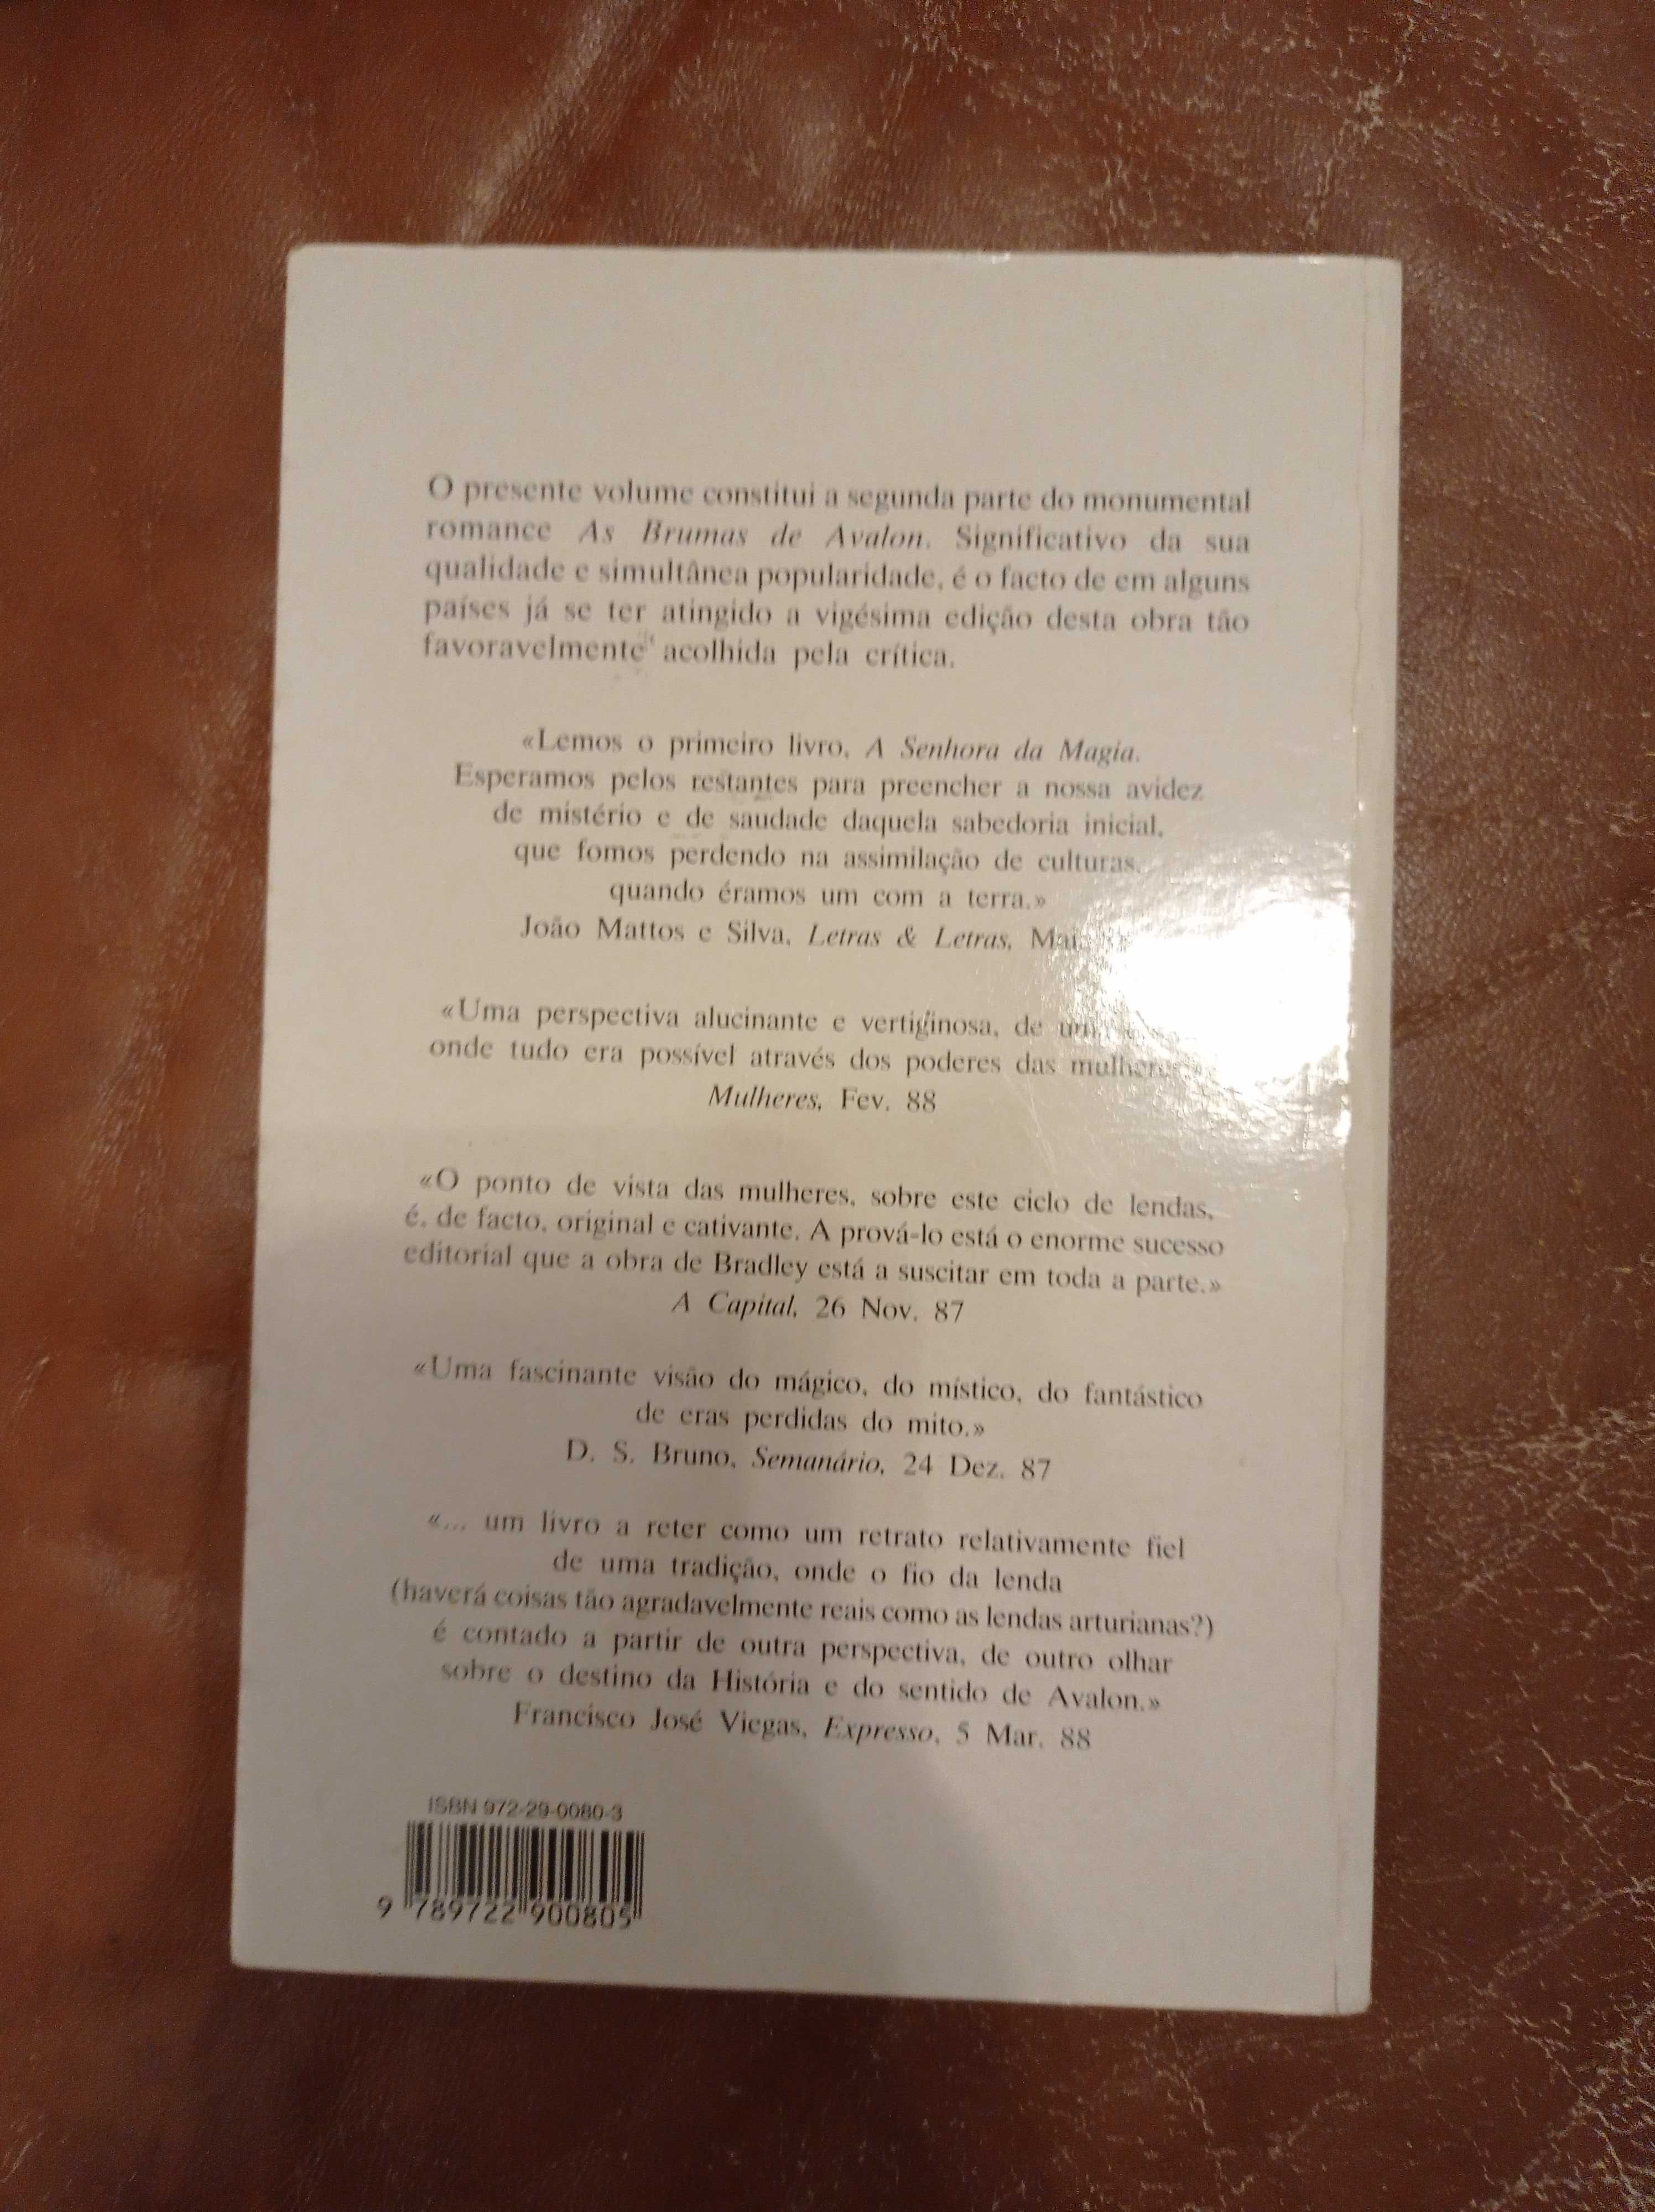 O presente volume constitui a segunda parte do monumental
romance As Brumas de Avalon. Significativo da sua
qualidade e simultânea popularidade, é o facto de em alguns
países já se ter atingido a vigésima edição desta obra tão
favoravelmente acolhida pela crítica.
«Lemos o primeiro livro, A Senhora da Magia.
Esperamos pelos restantes para preencher a nossa avidez
de mistério e de saudade daquela sabedoria inicial,
que fomos perdendo na assimilação de culturas,
quando éramos um com a terra.»
João Mattos e Silva, Letras & Letras,
«Uma perspectiva alucinante e vertiginosa, de
onde tudo era possível através dos poderes das mulheres
Mulheres, Fev. 88
«O ponto de vista das mulheres, sobre este ciclo de lendas,
é, de facto, original e cativante. A prová-lo está o enorme sucesso
editorial que a obra de Bradley está a suscitar em toda a parte.»
A Capital, 26 Nov. 87
«Uma fascinante visão do mágico, do místico, do fantástico
de eras perdidas do mito.»
D. S. Bruno, Semanário, 24 Dez. 87
«... um livro a reter como um retrato relativamente fiel
de uma tradição, onde o fio da lenda
(haverá coisas tão agradavelmente reais como as lendas arturianas?)
é contado a partir de outra perspectiva, de outro olhar
sobre o destino da História e do sentido de Avalon.»
Francisco José Viegas, Expresso, 5 Mar. 88
ISBN 972-29-0080-3
9 789722 900805